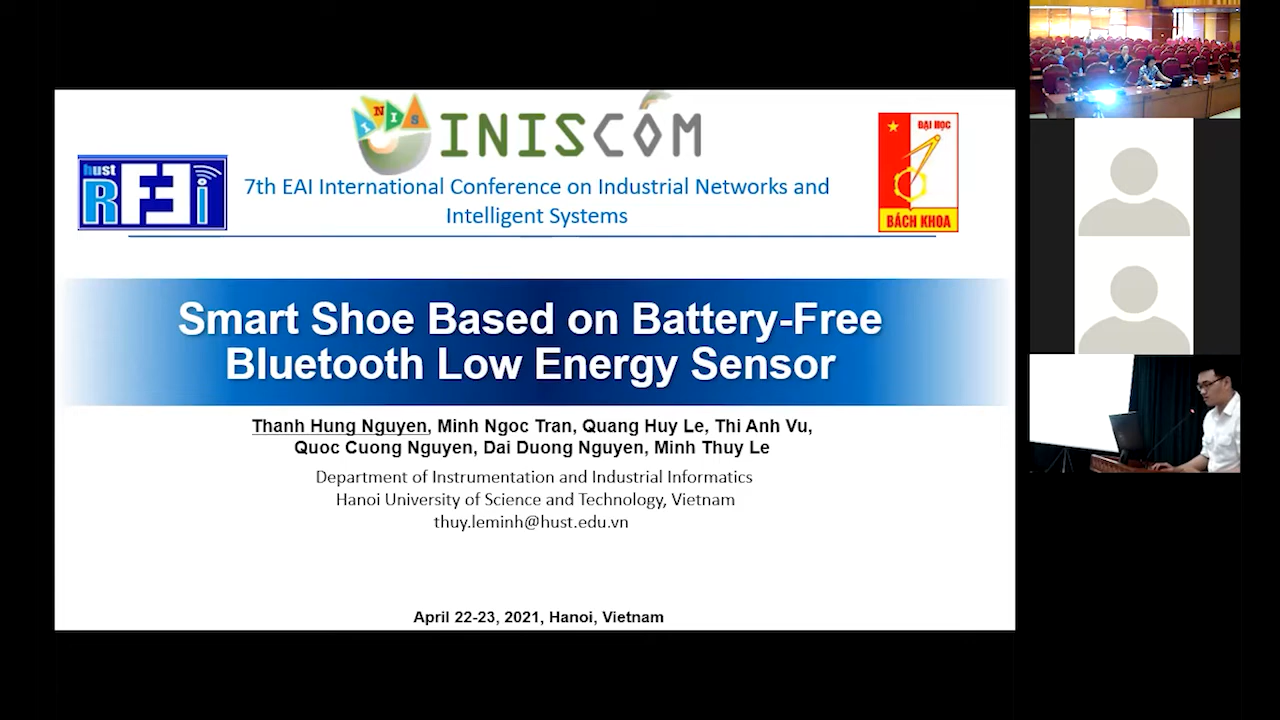 INIS
INISCOM
hust
RF3i
ĐẠI HỌC
BÁCH KHOA
7th EAI International Conference on Industrial Networks and
Intelligent Systems
Smart Shoe Based on Battery-Free
Bluetooth Low Energy Sensor
Thanh Hung Nguyen, Minh Ngoc Tran, Quang Huy Le, Thi Anh Vu,
Quoc Cuong Nguyen, Dai Duong Nguyen, Minh Thuy Le
Department of Instrumentation and Industrial Informatics
Hanoi University of Science and Technology, Vietnam
thuy.leminh@hust.edu.vn
April 22-23, 2021, Hanoi, Vietnam